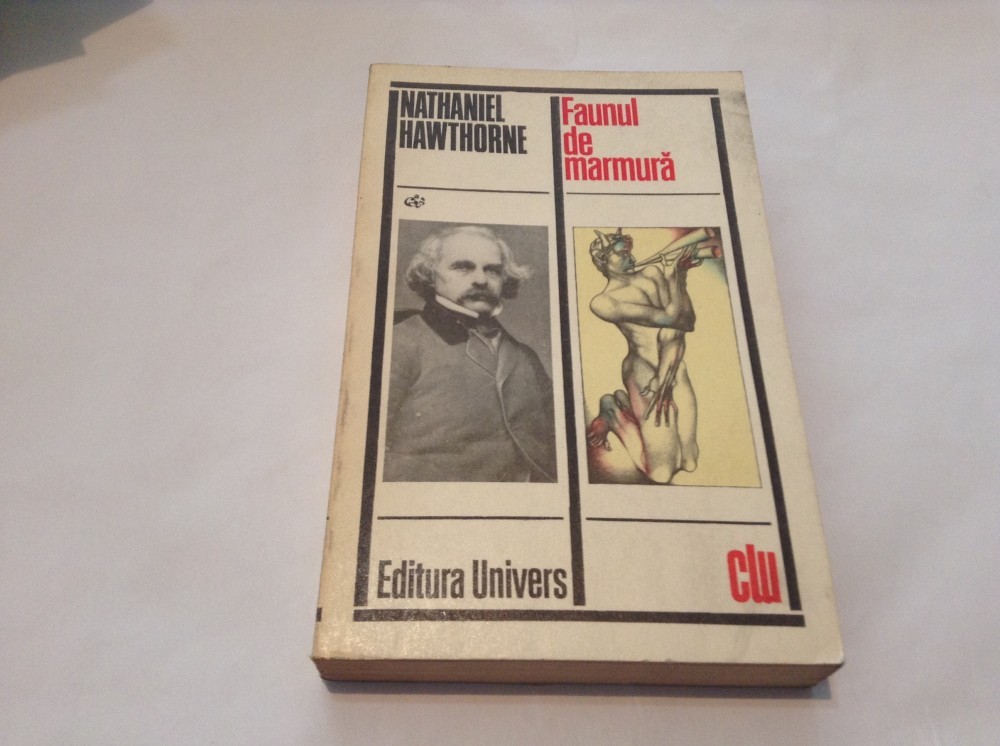 NATHANIEL
HAWTHORNE
Faunul
de
marmură
Editura Univers
clu